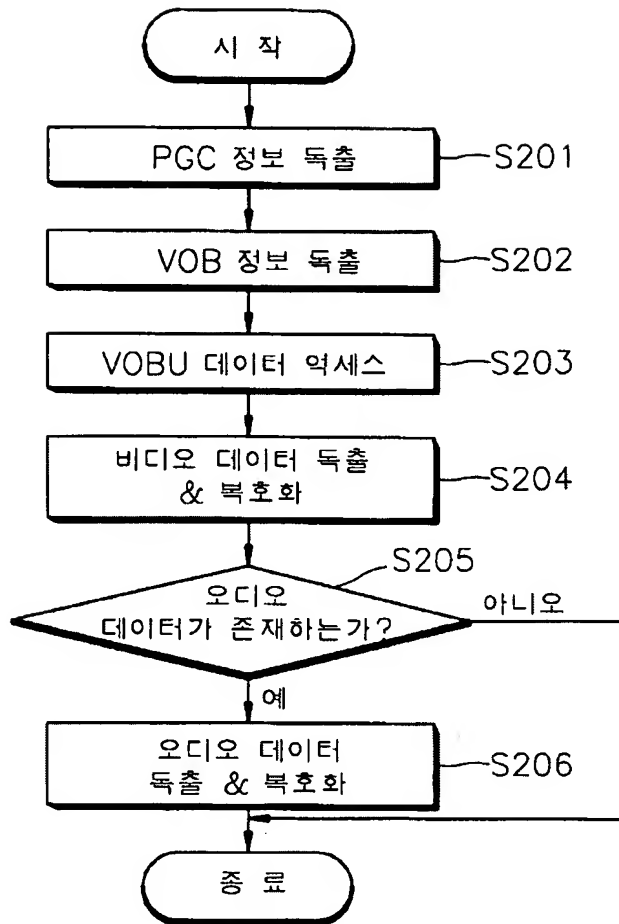 시 작
PGC 정보 독출
S201
VOB 정보 독출
S202
VOBU 데이터 억세스
S203
비디오 데이터 독출
& 복호화
S204
S205
오디오
데이터가 존재하는가?
아니오
예
오디오 데이터
독출 & 복호화
S206
종 료